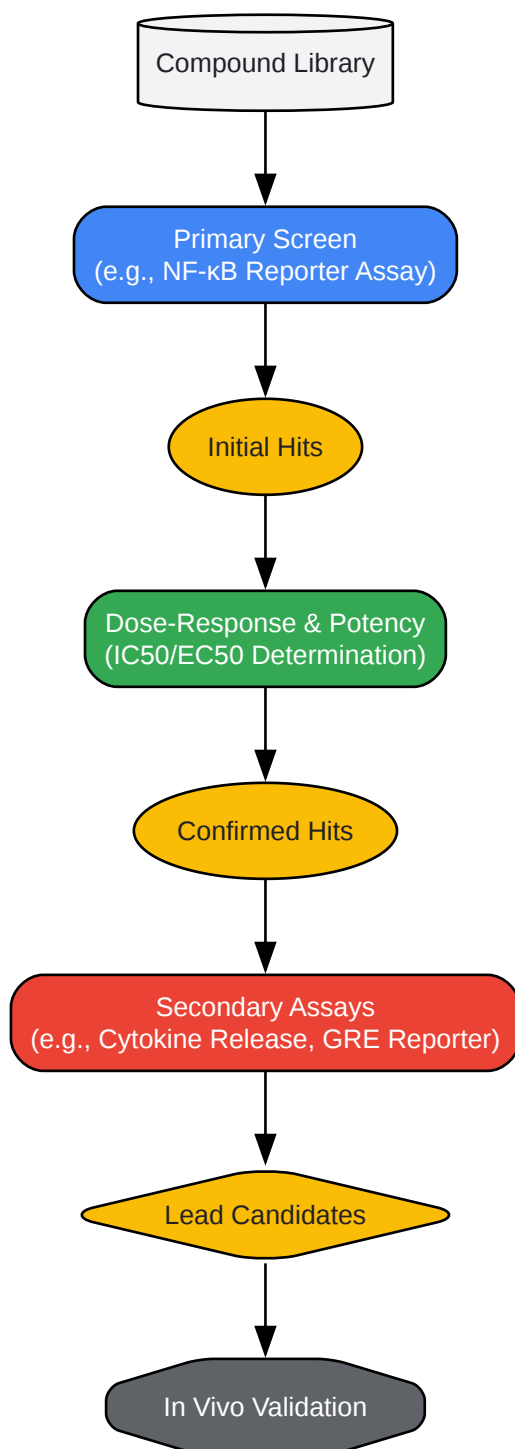 Compound Library
Primary Screen
(e.g., NF-κB Reporter Assay)
Initial Hits
Dose-Response & Potency
(IC50/EC50 Determination)
Confirmed Hits
Secondary Assays
(e.g., Cytokine Release, GRE Reporter)
Lead Candidates
In Vivo Validation